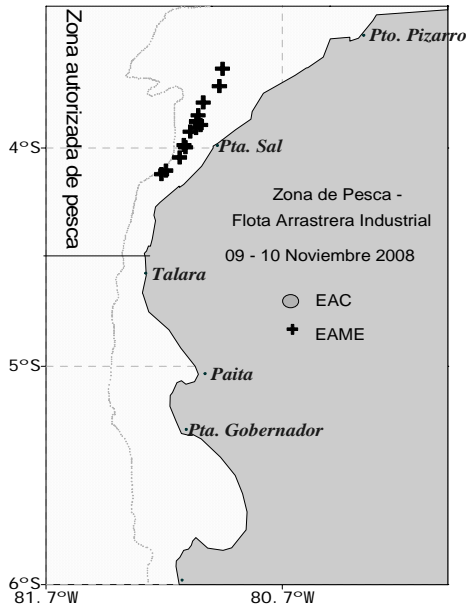 Pto. Pizarro
Zona autorizada de pesca
4°S
Pta. Sal
Zona de Pesca -
Flota Arrastrera Industrial
09 - 10 Noviembre 2008
Talara
EAC
EAME
5°S
Paita
Pta. Gobernador
6°S
81.7°W
80.7°W